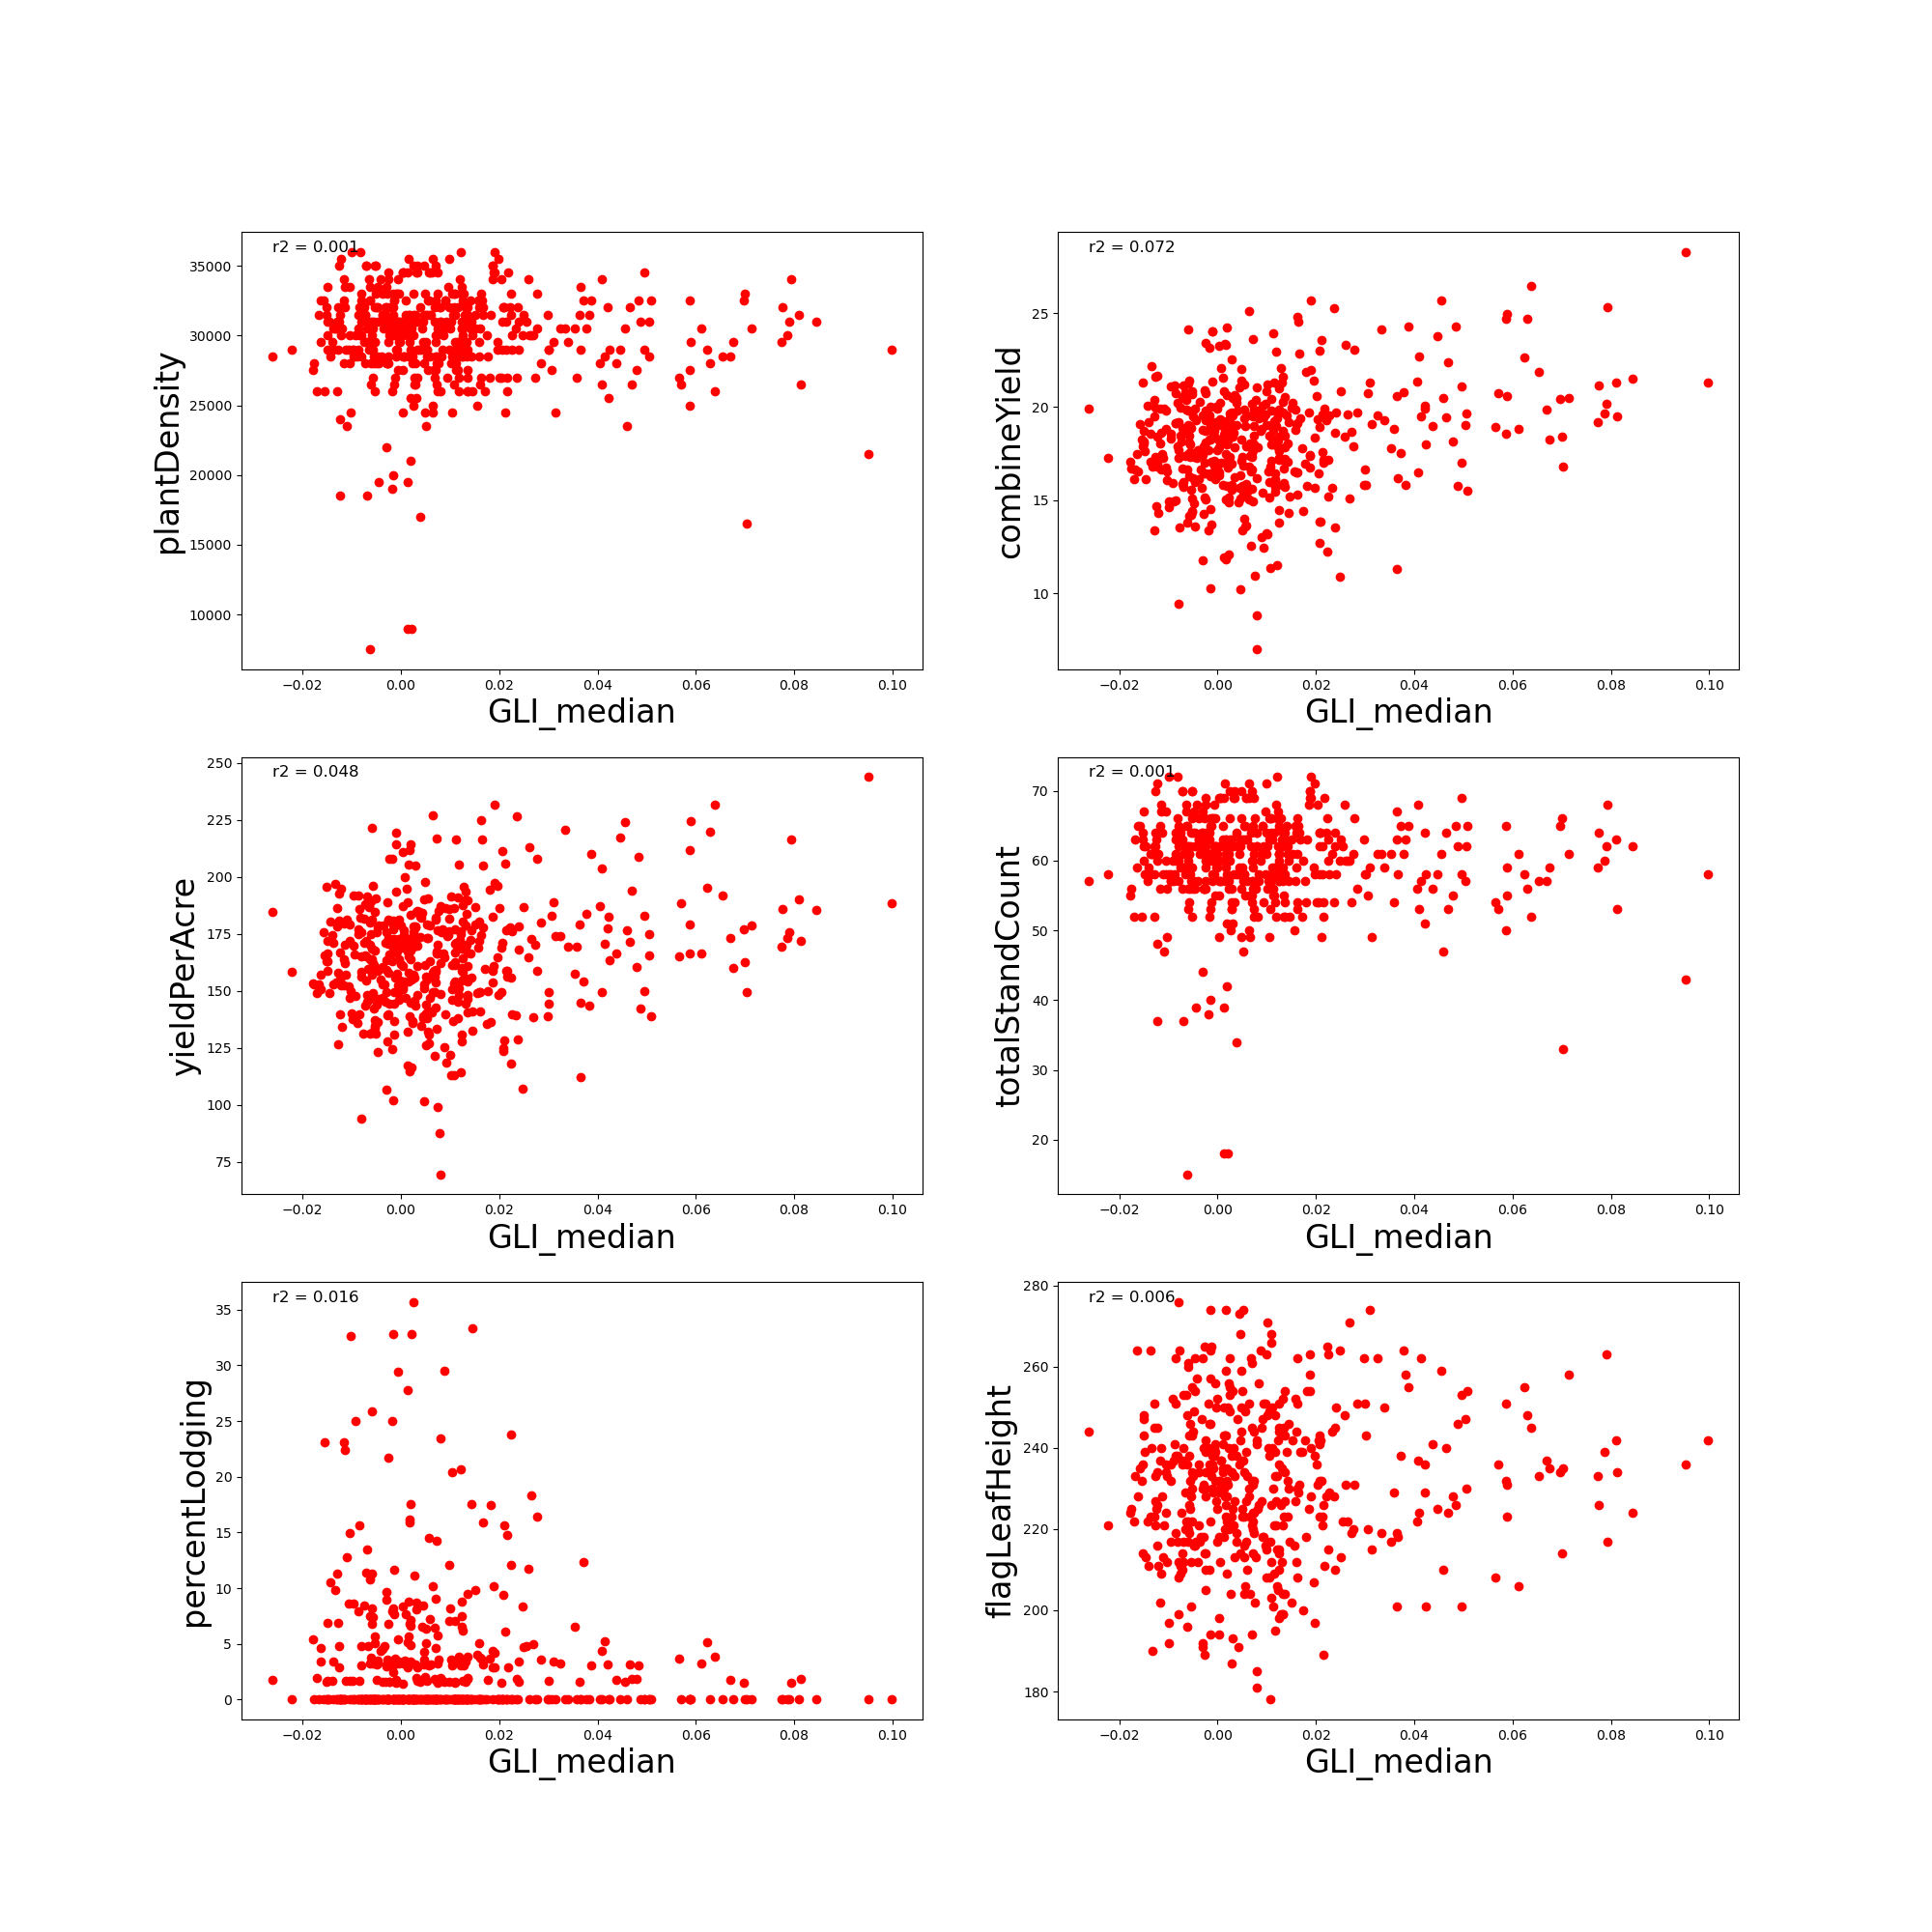 r2 = 0.001
plantDensity
35000
30000
25000
20000
15000
10000
−0.02 0.00 0.02 0.04 0.06 0.08 0.10
GLI_median
r2 = 0.072
combineYield
25
20
15
10
−0.02 0.00 0.02 0.04 0.06 0.08 0.10
GLI_median
r2 = 0.048
yieldPerAcre
250
225
200
175
150
125
100
75
−0.02 0.00 0.02 0.04 0.06 0.08 0.10
GLI_median
r2 = 0.001
totalStandCount
70
60
50
40
30
20
−0.02 0.00 0.02 0.04 0.06 0.08 0.10
GLI_median
r2 = 0.016
percentLodging
35
30
25
20
15
10
5
0
−0.02 0.00 0.02 0.04 0.06 0.08 0.10
GLI_median
r2 = 0.006
flagLeafHeight
280
260
240
220
200
180
−0.02 0.00 0.02 0.04 0.06 0.08 0.10
GLI_median